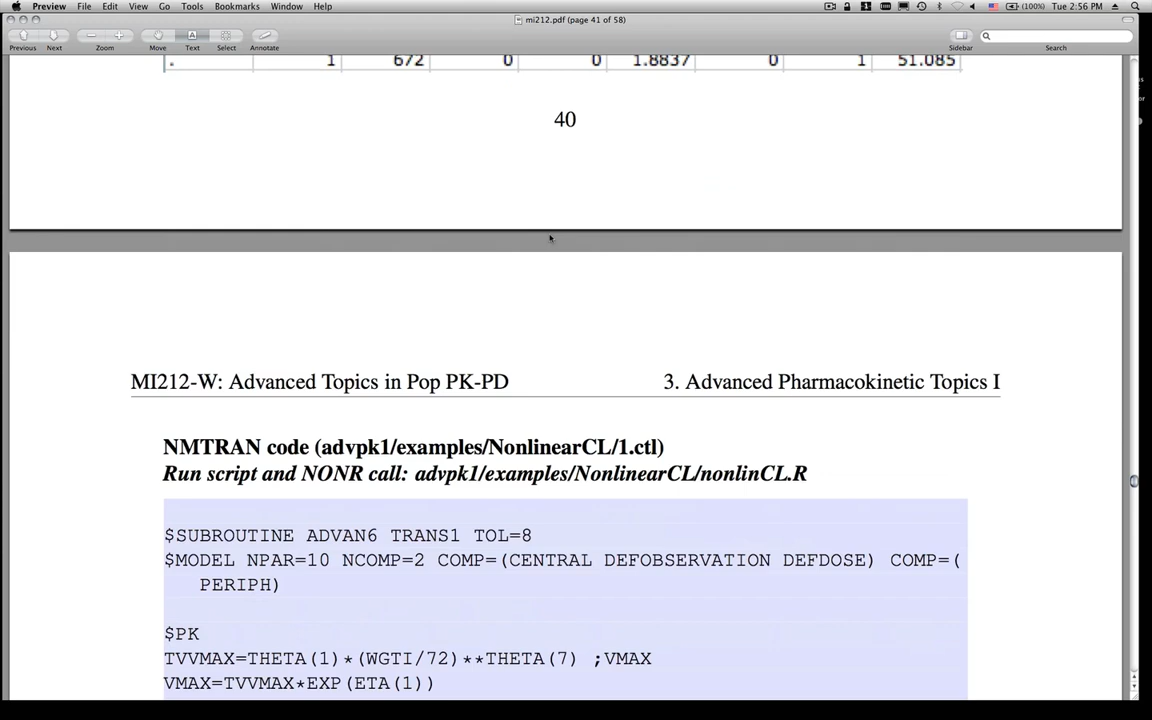 Preview File Edit View Go Tools Bookmarks Window Help (100%) Tue 2:56 PM
mi212.pdf (page 41 of 58)
Previous Next Zoom Move Text Select Annotate Sidebar Search
. 1 672 0 0 1.8837 0 1 51.085
40
MI212-W: Advanced Topics in Pop PK-PD 3. Advanced Pharmacokinetic Topics I
NMTRAN code (advpk1/examples/NonlinearCL/1.ctl)
Run script and NONR call: advpk1/examples/NonlinearCL/nonlinCL.R
$SUBROUTINE ADVAN6 TRANS1 TOL=8
$MODEL NPAR=10 NCOMP=2 COMP=(CENTRAL DEFOBSERVATION DEFDOSE) COMP=(
PERIPH)
$PK
TVVMAX=THETA(1)*(WGTI/72)**THETA(7) ;VMAX
VMAX=TVVMAX*EXP(ETA(1))